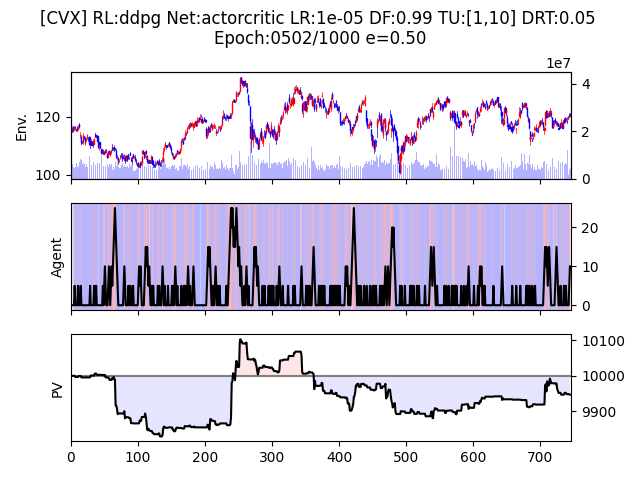 [CVX] RL:ddpg Net:actorcritic LR:1e-05 DF:0.99 TU:[1,10] DRT:0.05
Epoch:0502/1000 e=0.50
1e7
Env.
120
100
4
2
0
Agent
20
10
0
PV
10100
10000
9900
0 100 200 300 400 500 600 700